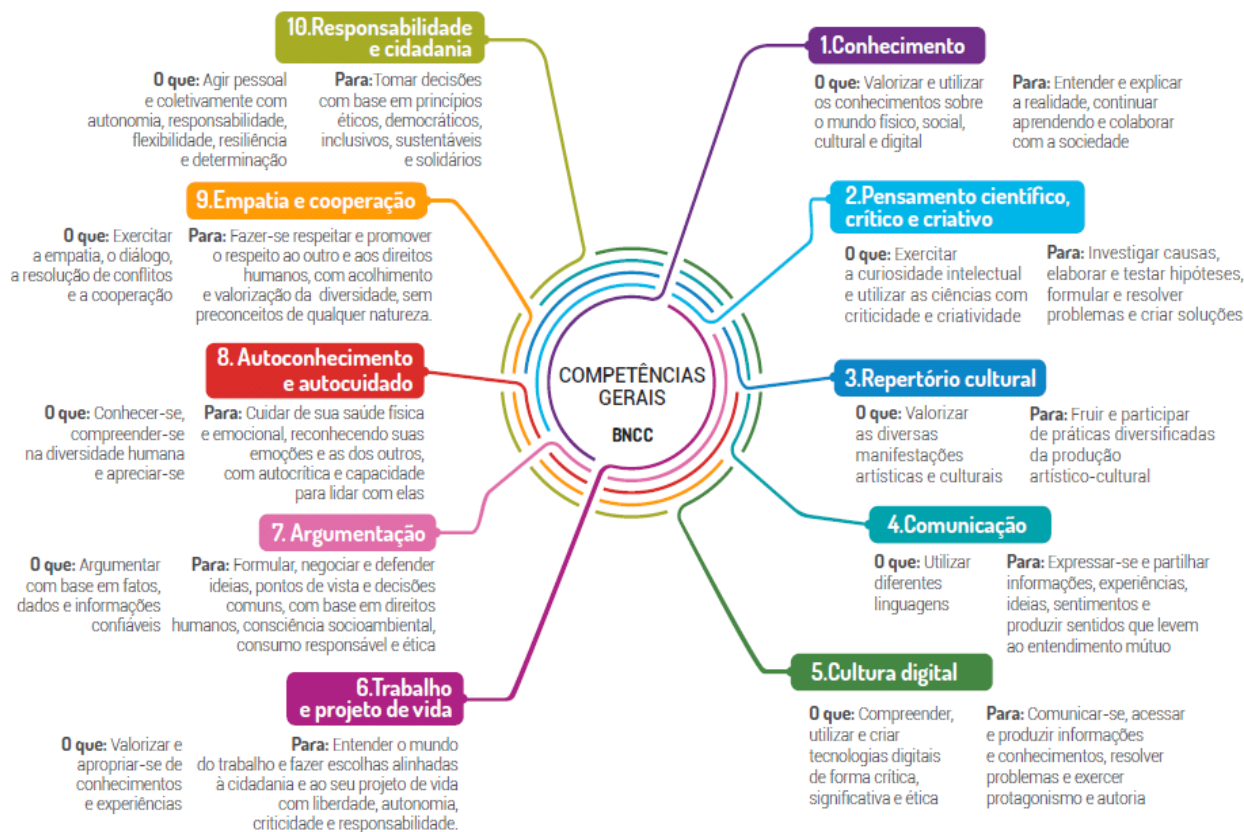 COMPETÊNCIAS
GERAIS
BNCC
1.Conhecimento
O que: Valorizar e utilizar
os conhecimentos sobre
o mundo físico, social,
cultural e digital
Para: Entender e explicar
a realidade, continuar
aprendendo e colaborar
com a sociedade
2.Pensamento científico,
crítico e criativo
O que: Exercitar
a curiosidade intelectual
e utilizar as ciências com
criticidade e criatividade
Para: Investigar causas,
elaborar e testar hipóteses,
formular e resolver
problemas e criar soluções
3.Repertório cultural
O que: Valorizar
as diversas
manifestações
artísticas e culturais
Para: Fruir e participar
de práticas diversificadas
da produção
artístico-cultural
4.Comunicação
O que: Utilizar
diferentes
linguagens
Para: Expressar-se e partilhar
informações, experiências,
ideias, sentimentos e
produzir sentidos que levem
ao entendimento mútuo
5.Cultura digital
O que: Compreender,
utilizar e criar
tecnologias digitais
de forma crítica,
significativa e ética
Para: Comunicar-se, acessar
e produzir informações
e conhecimentos, resolver
problemas e exercer
protagonismo e autoria
6.Trabalho
e projeto de vida
O que: Valorizar e
apropriar-se de
conhecimentos
e experiências
Para: Entender o mundo
do trabalho e fazer escolhas alinhadas
à cidadania e ao seu projeto de vida
com liberdade, autonomia,
criticidade e responsabilidade.
7. Argumentação
O que: Argumentar
com base em fatos,
dados e informações
confiáveis
Para: Formular, negociar e defender
ideias, pontos de vista e decisões
comuns, com base em direitos
humanos, consciência socioambiental,
consumo responsável e ética
8. Autoconhecimento
e autocuidado
O que: Conhecer-se,
compreender-se
na diversidade humana
e apreciar-se
Para: Cuidar de sua saúde física
e emocional, reconhecendo suas
emoções e as dos outros,
com autocrítica e capacidade
para lidar com elas
9.Empatia e cooperação
O que: Exercitar
a empatia, o diálogo,
a resolução de conflitos
e a cooperação
Para: Fazer-se respeitar e promover
o respeito ao outro e aos direitos
humanos, com acolhimento
e valorização da diversidade, sem
preconceitos de qualquer natureza.
10.Responsabilidade
e cidadania
O que: Agir pessoal
e coletivamente com
autonomia, responsabilidade,
flexibilidade, resiliência
e determinação
Para:Tomar decisões
com base em princípios
éticos, democráticos,
inclusivos, sustentáveis
e solidários